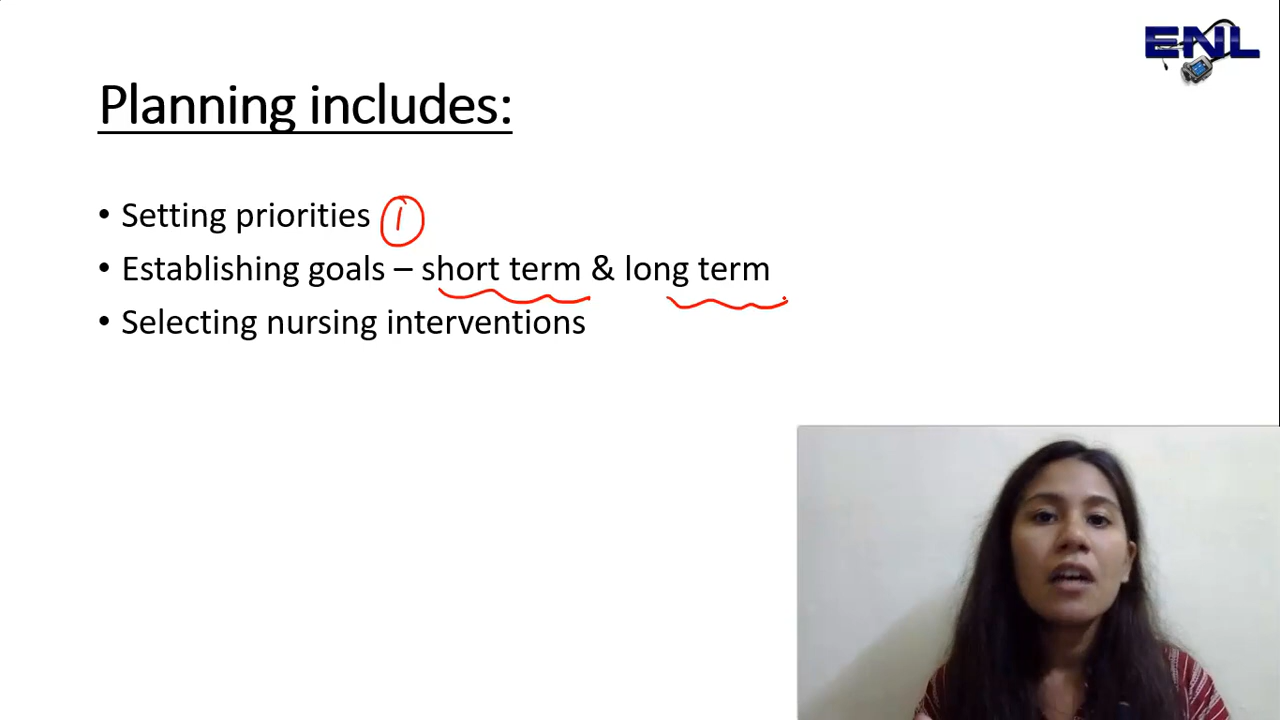 ENL
Planning includes:
• Setting priorities 1
• Establishing goals – short term & long term
• Selecting nursing interventions